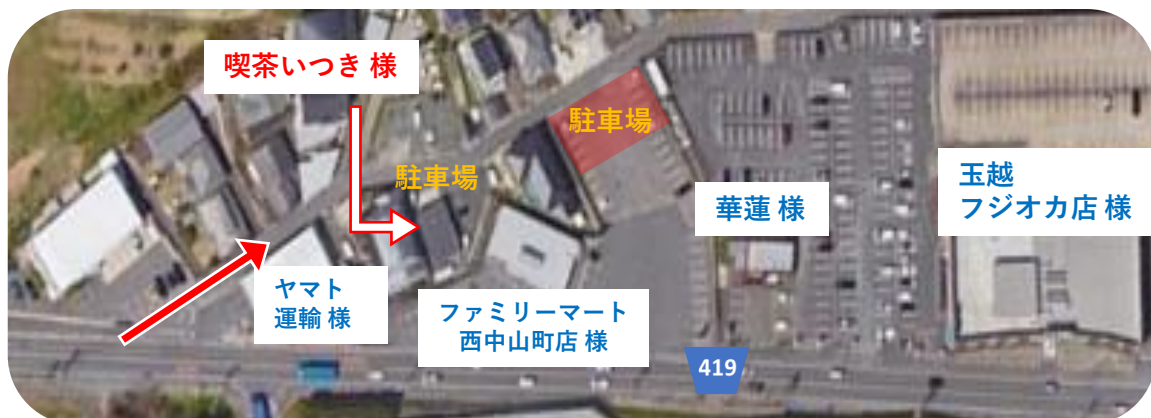 喫茶いつき 様
駐車場
駐車場
ヤマト
運輸 様
ファミリーマート
西中山町店 様
華蓮 様
玉越
フジオカ店 様
419